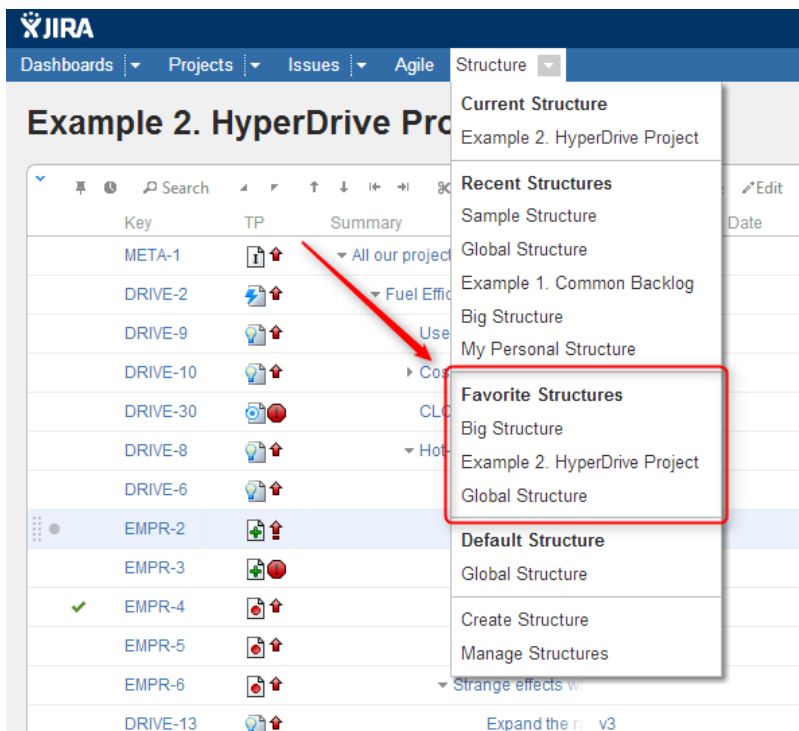 JIRA
Dashboards Projects Issues Agile Structure
Example 2. HyperDrive Pro
Current Structure
Example 2. HyperDrive Project
Recent Structures
Sample Structure
Global Structure
Example 1. Common Backlog
Big Structure
My Personal Structure
Favorite Structures
Big Structure
Example 2. HyperDrive Project
Global Structure
Default Structure
Global Structure
Create Structure
Manage Structures
Search Edit
Key TP Summary Date
META-1 All our project
DRIVE-2 Fuel Effic
DRIVE-9 Use
DRIVE-10 Cos
DRIVE-30 CLO
DRIVE-8 Hot-
DRIVE-6
EMPR-2
EMPR-3
EMPR-4
EMPR-5
EMPR-6 Strange effects w
DRIVE-13 Expand the r v3